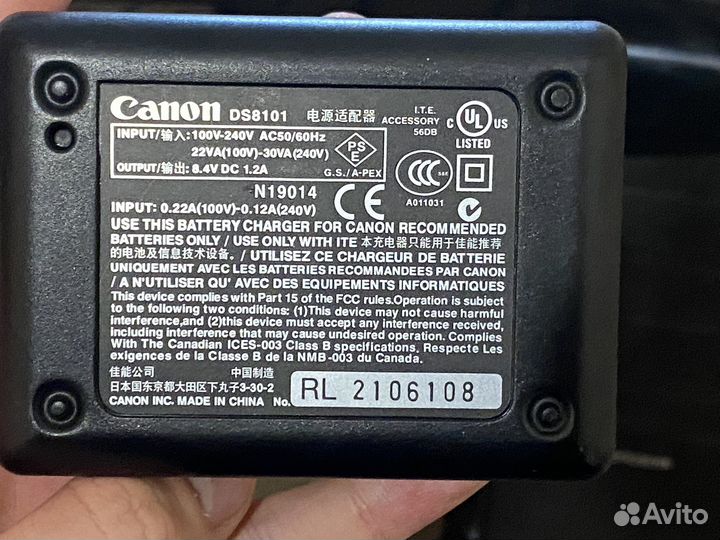 Canon DS8101 电源适配器 I.T.E. ACCESSORY 56DB C UL US LISTED
INPUT/输入: 100V-240V AC50/60Hz
22VA(100V)-30VA(240V)
OUTPUT/输出: 8.4V DC 1.2A
PS E
G.S./A-PEX
CCC S&E
A011031
N19014
CE
N
INPUT: 0.22A(100V)-0.12A(240V)
USE THIS BATTERY CHARGER FOR CANON RECOMMENDED
BATTERIES ONLY / USE ONLY WITH ITE 本充电器只能用于佳能推荐
的电池及信息技术设备。/ UTILISEZ CE CHARGEUR DE BATTERIE
UNIQUEMENT AVEC LES BATTERIES RECOMMANDEES PAR CANON
/ A N'UTILISER QU' AVEC DES EQUIPEMENTS INFORMATIQUES
This device complies with Part 15 of the FCC rules.Operation is subject
to the following two conditions: (1)This device may not cause harmful
interference,and (2)this device must accept any interference received,
including interference that may cause undesired operation. Complies
With The Canadian ICES-003 Class B specifications, Respecte Les
exigences de la Classe B de la NMB-003 du Canada.
佳能公司 中国制造
日本国东京都大田区下丸子3-30-2
CANON INC. MADE IN CHINA No. RL 2106108
Avito